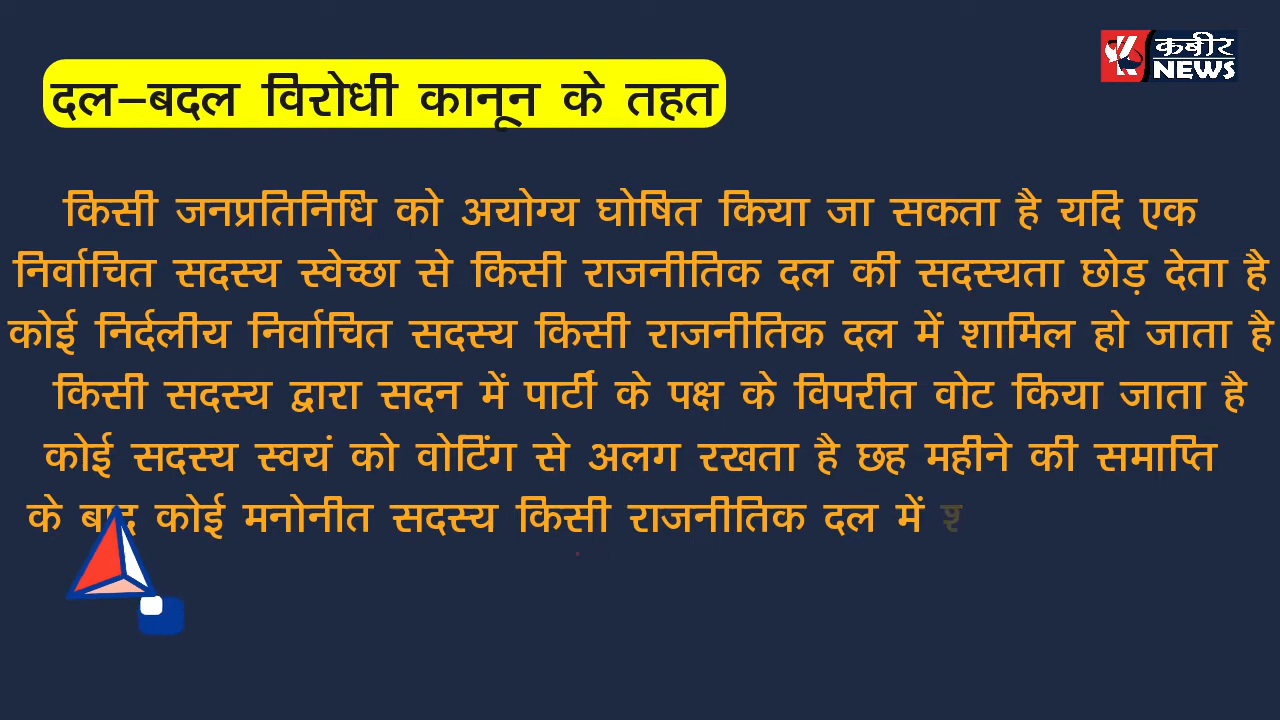 कबीर
NEWS
दल-बदल विरोधी कानून के तहत
किसी जनप्रतिनिधि को अयोग्य घोषित किया जा सकता है यदि एक
निर्वाचित सदस्य स्वेच्छा से किसी राजनीतिक दल की सदस्यता छोड़ देता है
कोई निर्दलीय निर्वाचित सदस्य किसी राजनीतिक दल में शामिल हो जाता है
किसी सदस्य द्वारा सदन में पार्टी के पक्ष के विपरीत वोट किया जाता है
कोई सदस्य स्वयं को वोटिंग से अलग रखता है छह महीने की समाप्ति
के बाद कोई मनोनीत सदस्य किसी राजनीतिक दल में